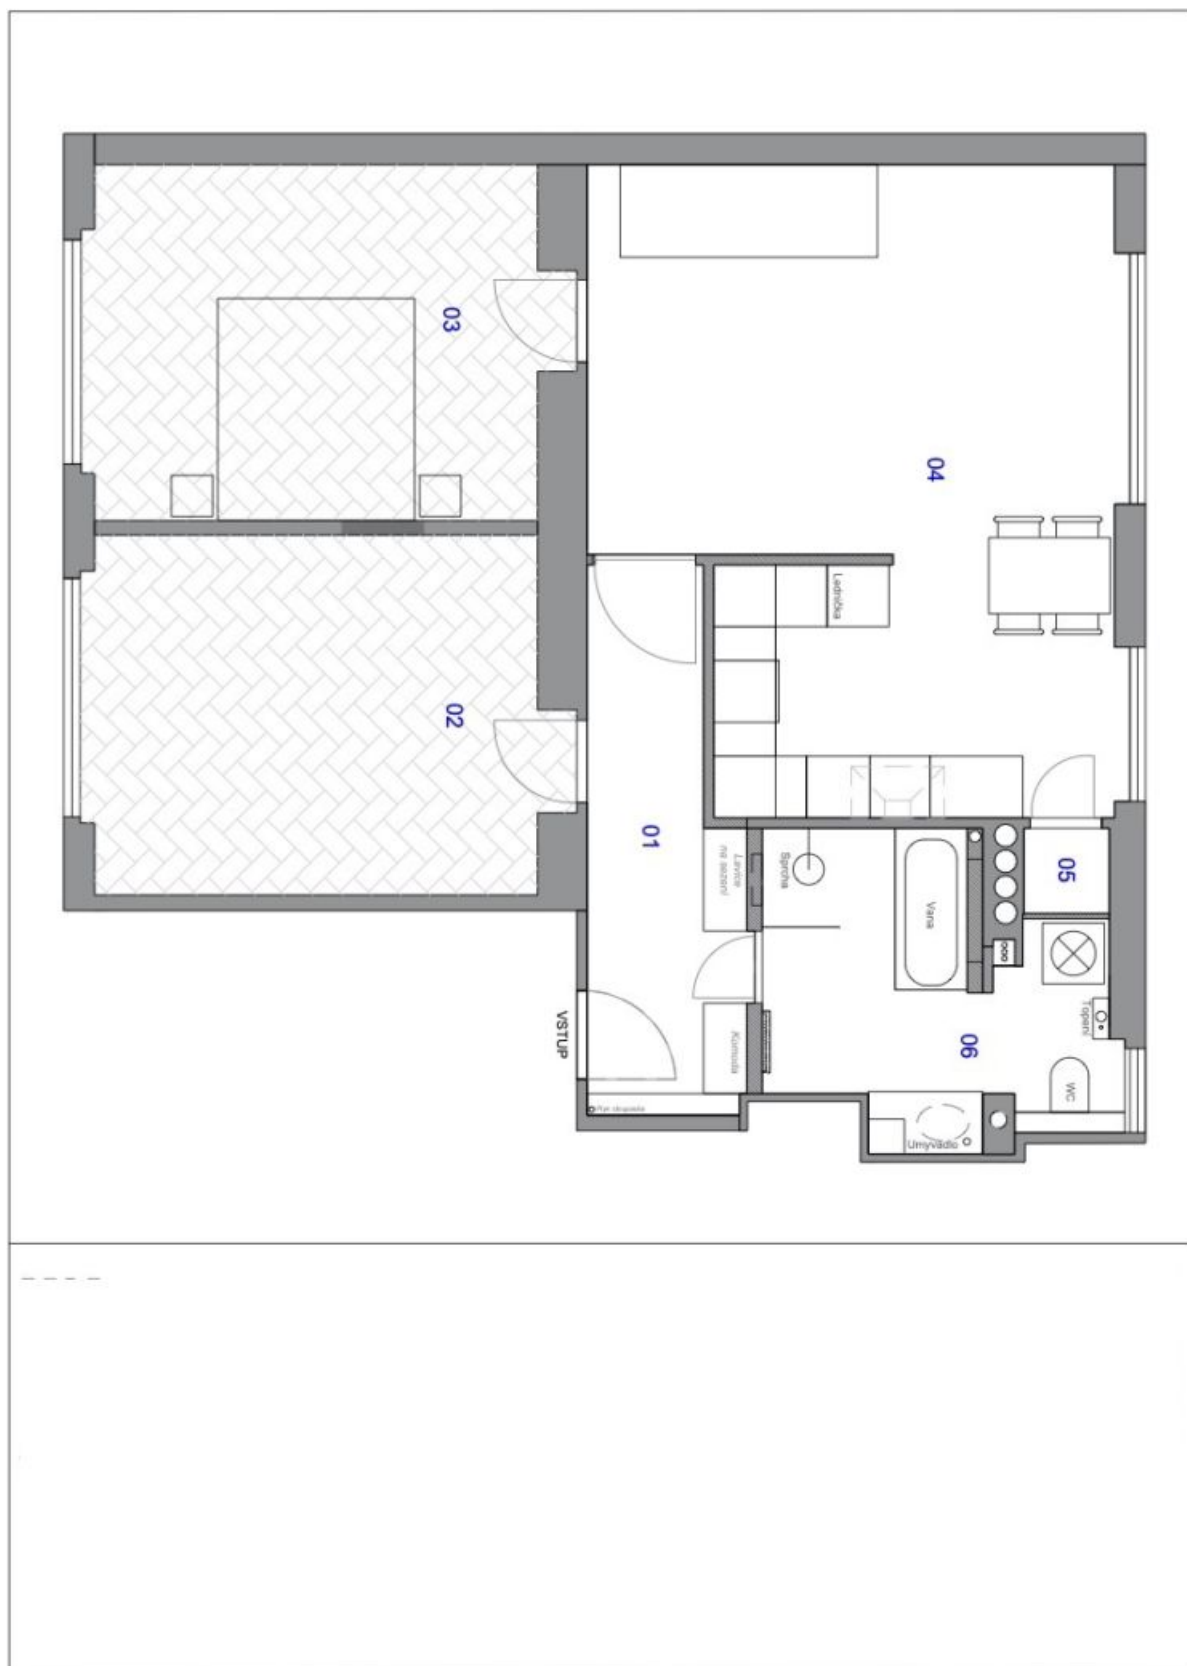 03
04
Lednička
02
01
Lavice
na sezení
Sprcha
Vana
05
Topení
VSTUP
Komoda
06
WC
Umyvadlo